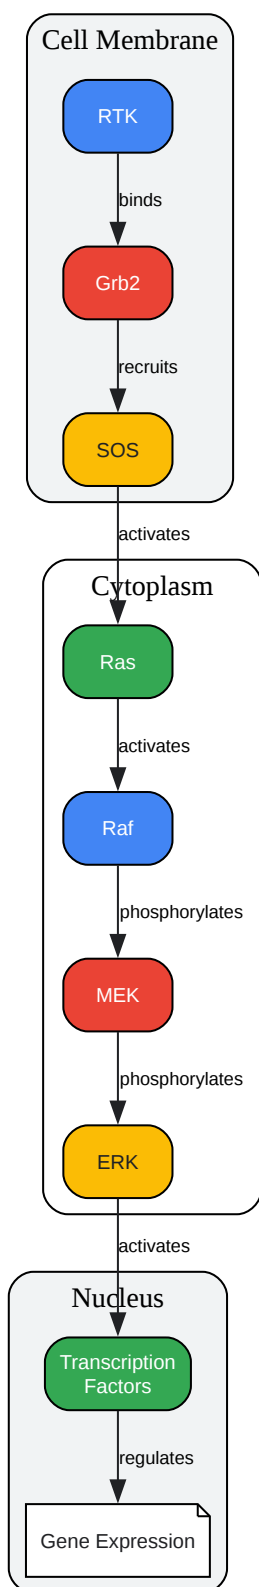 Cell Membrane
RTK
binds
Grb2
recruits
SOS
activates
Cytoplasm
Ras
activates
Raf
phosphorylates
MEK
phosphorylates
ERK
activates
Nucleus
Transcription
Factors
regulates
Gene Expression